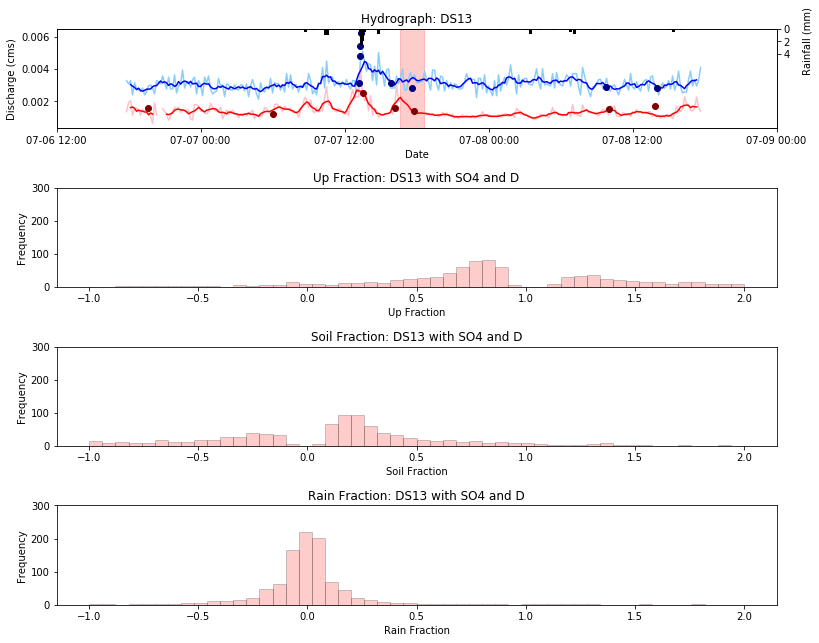 Hydrograph: DS13
0.006
0.004
0.002
Discharge (cms)
0
2
4
Rainfall (mm)
07-06 12:00 07-07 00:00 07-07 12:00 07-08 00:00 07-08 12:00 07-09 00:00
Date
Up Fraction: DS13 with SO4 and D
300
200
100
0
Frequency
−1.0 −0.5 0.0 0.5 1.0 1.5 2.0
Up Fraction
Soil Fraction: DS13 with SO4 and D
300
200
100
0
Frequency
−1.0 −0.5 0.0 0.5 1.0 1.5 2.0
Soil Fraction
Rain Fraction: DS13 with SO4 and D
300
200
100
0
Frequency
−1.0 −0.5 0.0 0.5 1.0 1.5 2.0
Rain Fraction